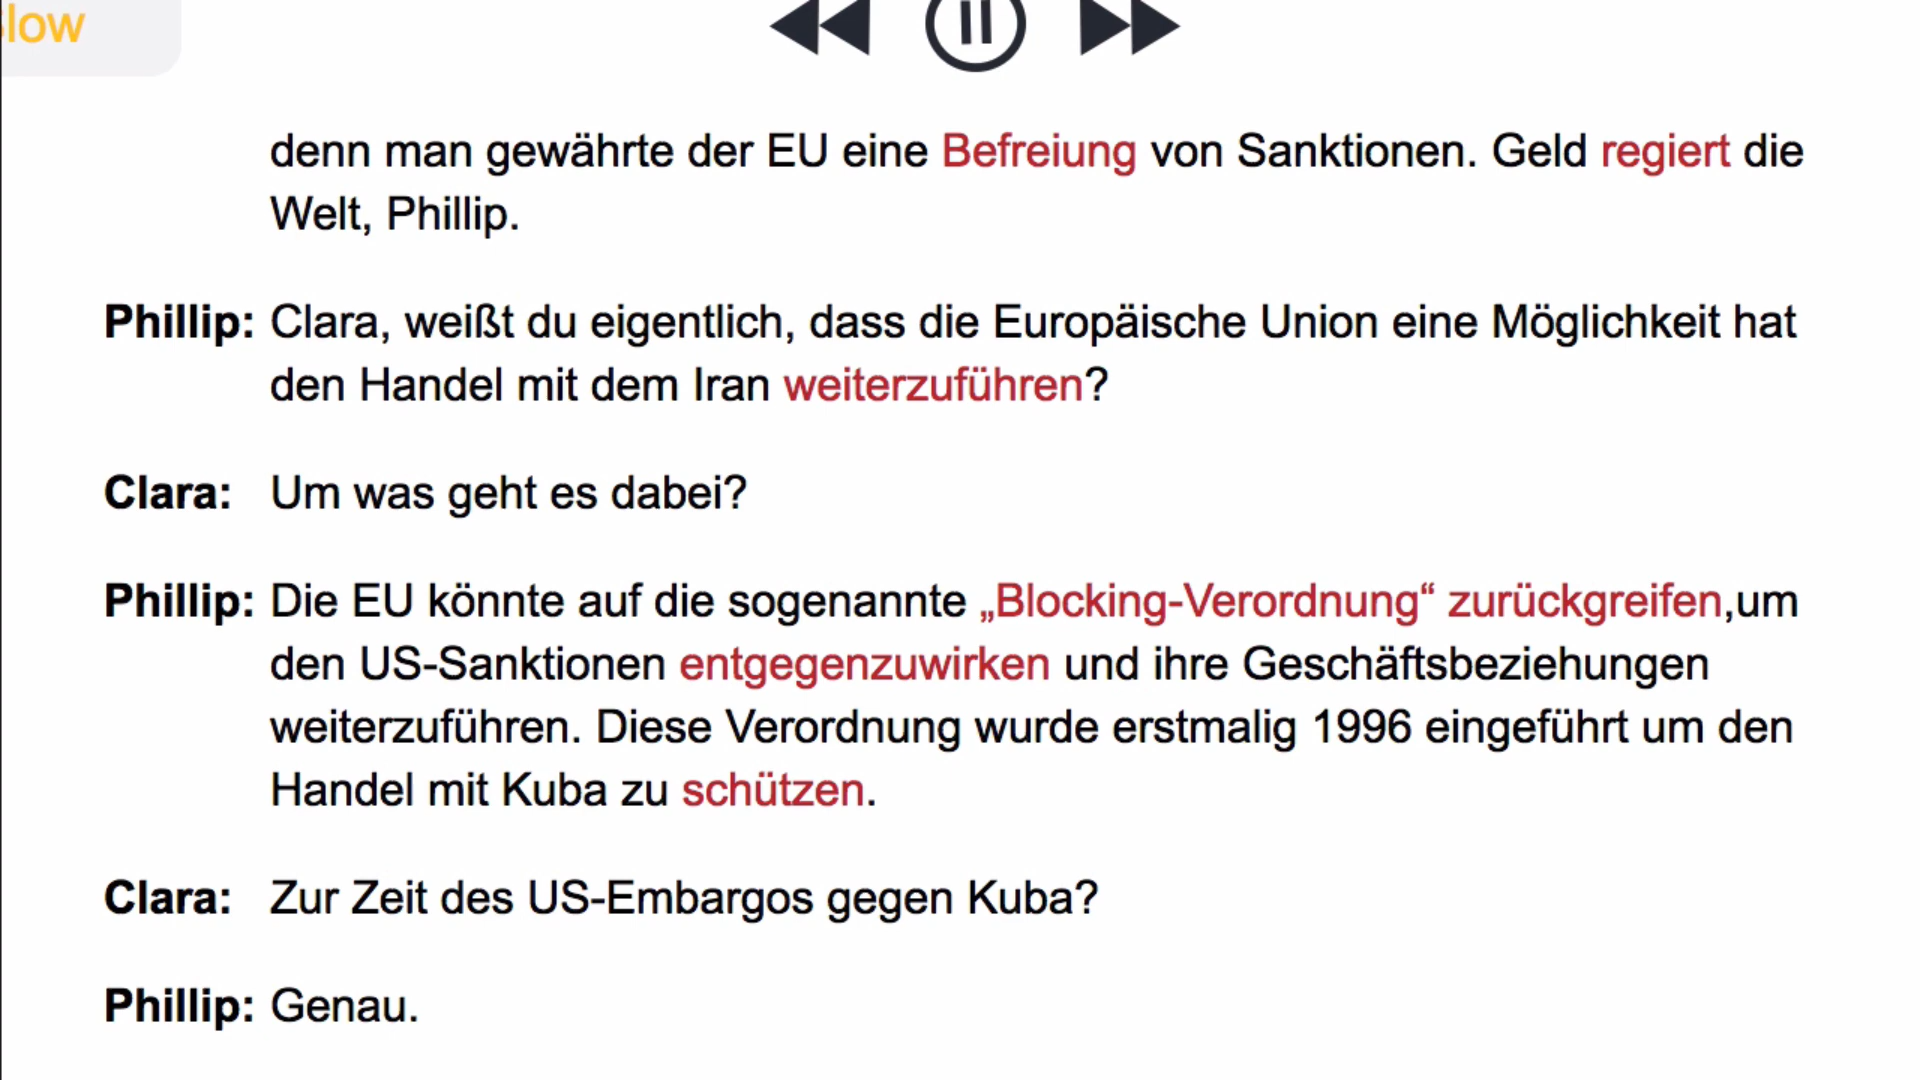 low
denn man gewährte der EU eine Befreiung von Sanktionen. Geld regiert die
Welt, Phillip.
Phillip: Clara, weißt du eigentlich, dass die Europäische Union eine Möglichkeit hat
den Handel mit dem Iran weiterzuführen?
Clara: Um was geht es dabei?
Phillip: Die EU könnte auf die sogenannte „Blocking-Verordnung“ zurückgreifen,um
den US-Sanktionen entgegenzuwirken und ihre Geschäftsbeziehungen
weiterzuführen. Diese Verordnung wurde erstmalig 1996 eingeführt um den
Handel mit Kuba zu schützen.
Clara: Zur Zeit des US-Embargos gegen Kuba?
Phillip: Genau.